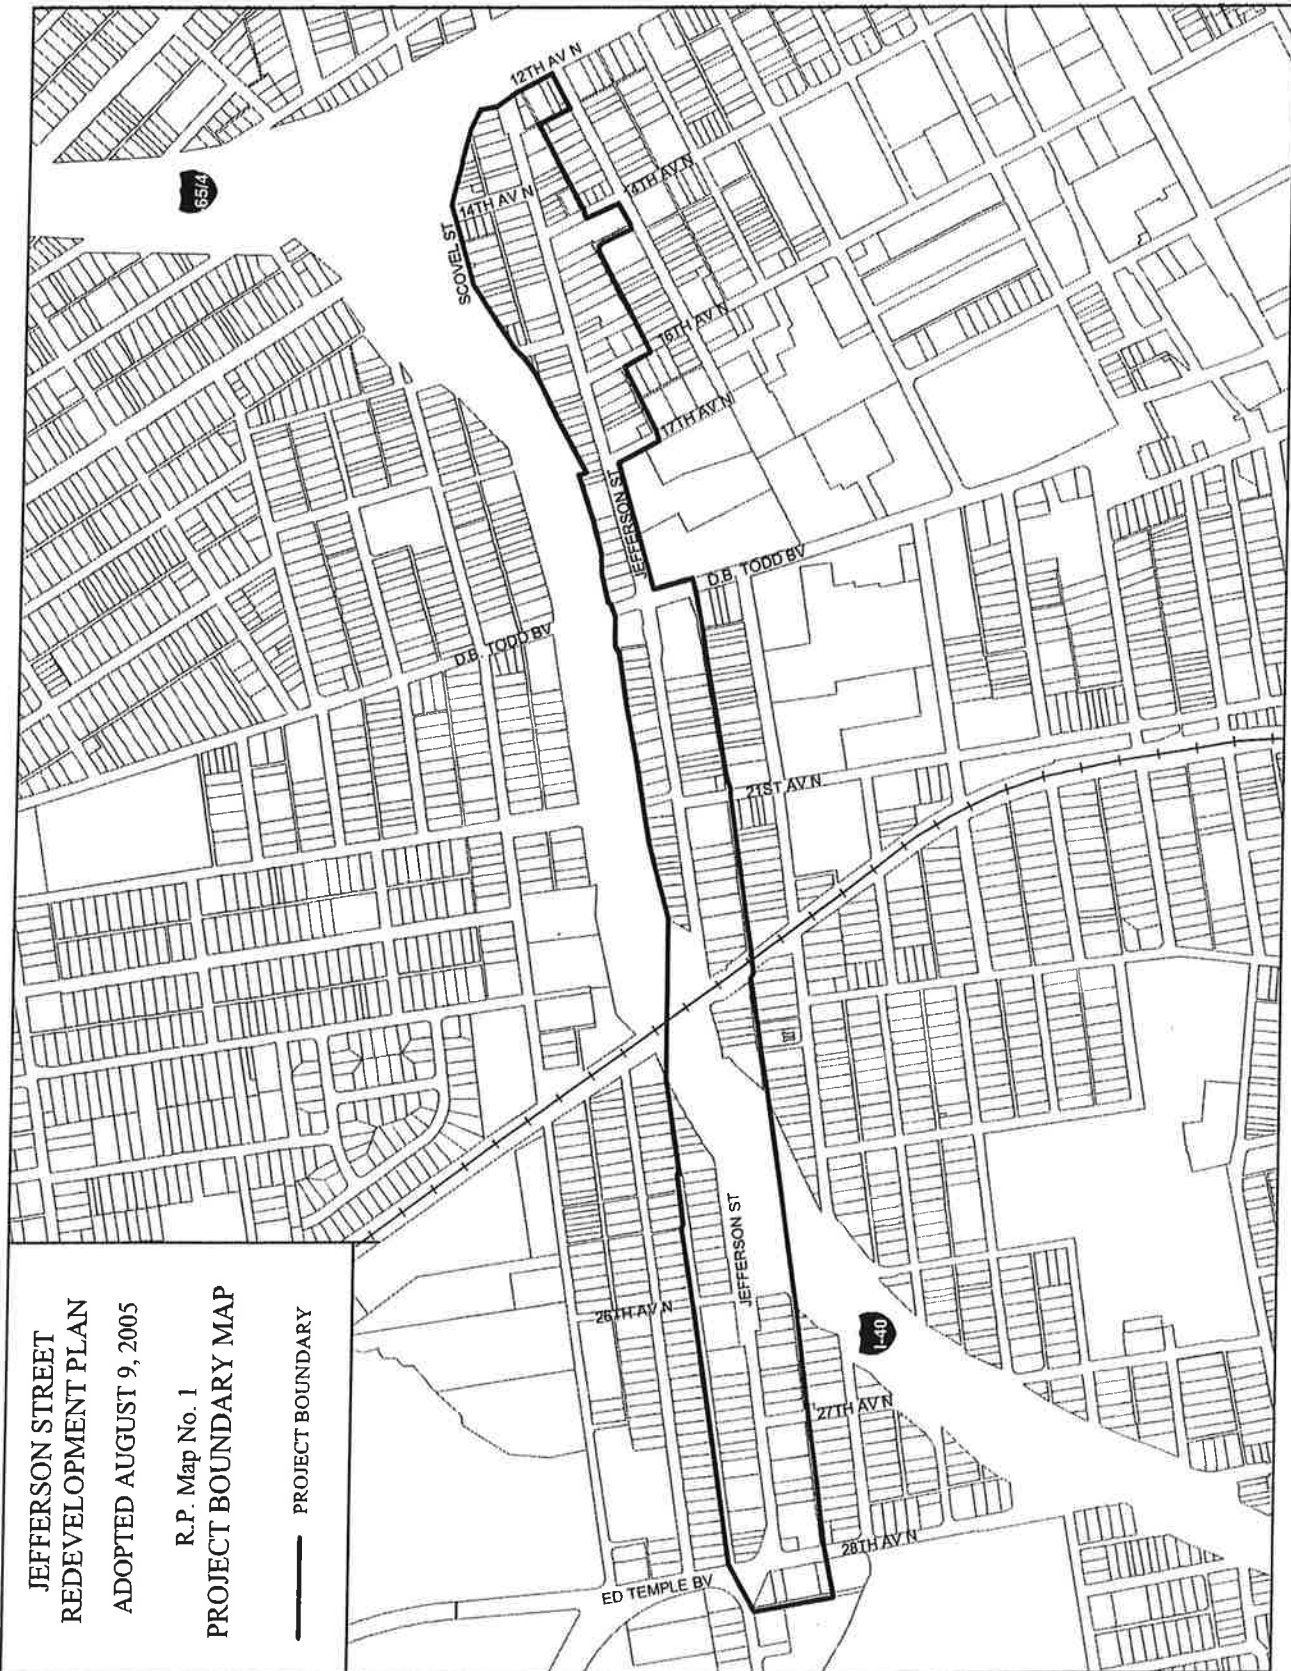 JEFFERSON STREET
REDEVELOPMENT PLAN
ADOPTED AUGUST 9, 2005
R.P. Map No. 1
PROJECT BOUNDARY MAP
PROJECT BOUNDARY
65/4
12TH AV N
14TH AV N
SCOVEL ST
14TH AV N
16TH AV N
17TH AV N
JEFFERSON ST
D.B. TODD BV
D.B. TODD BV
21ST AV N
JEFFERSON ST
26TH AV N
I-40
27TH AV N
28TH AV N
ED TEMPLE BV